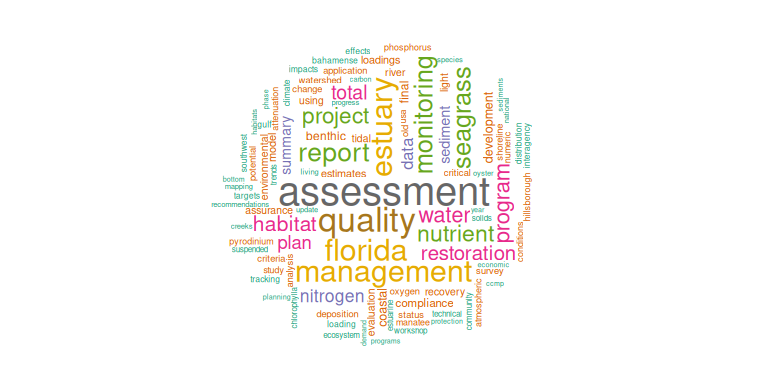 phosphorus
effects
bahamense
loadings
species
impacts
application
river
watershed
carbon
light
climate
change
total
estuary
final
monitoring
seagrass
sediments
phase
using
progress
usa
national
habitats
attenuation
project
old
sediment
development
shoreline
numeric
gulf
summary
benthic
tidal
data
distribution
interagency
southwest
potential
environmental
model
report
trends
living
estimates
critical
oyster
bottom
mapping
targets
assessment
program
hillsborough
recommendations
assurance
update
quality
water
year
solids
creeks
habitat
nutrient
conditions
pyrodinium
plan
florida
restoration
suspended
criteria
analysis
management
economic
study
survey
tracking
ccmp
planning
nitrogen
chlorophylla
evaluation
coastal
estuarine
oxygen
recovery
compliance
community
atmospheric
deposition
status
technical
loading
manatee
protection
workshop
ecosystem
demand
programs